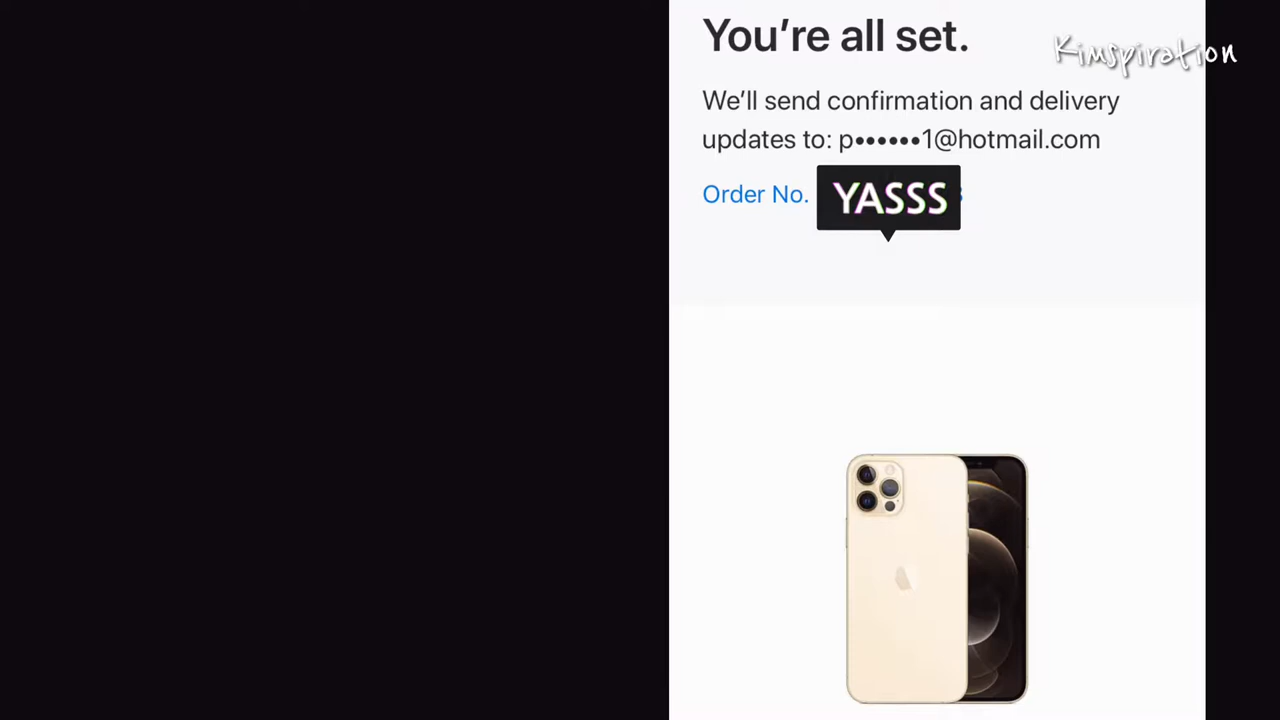 You're all set.
Kimspiration
We'll send confirmation and delivery
updates to: p••••••1@hotmail.com
Order No.
YASSS